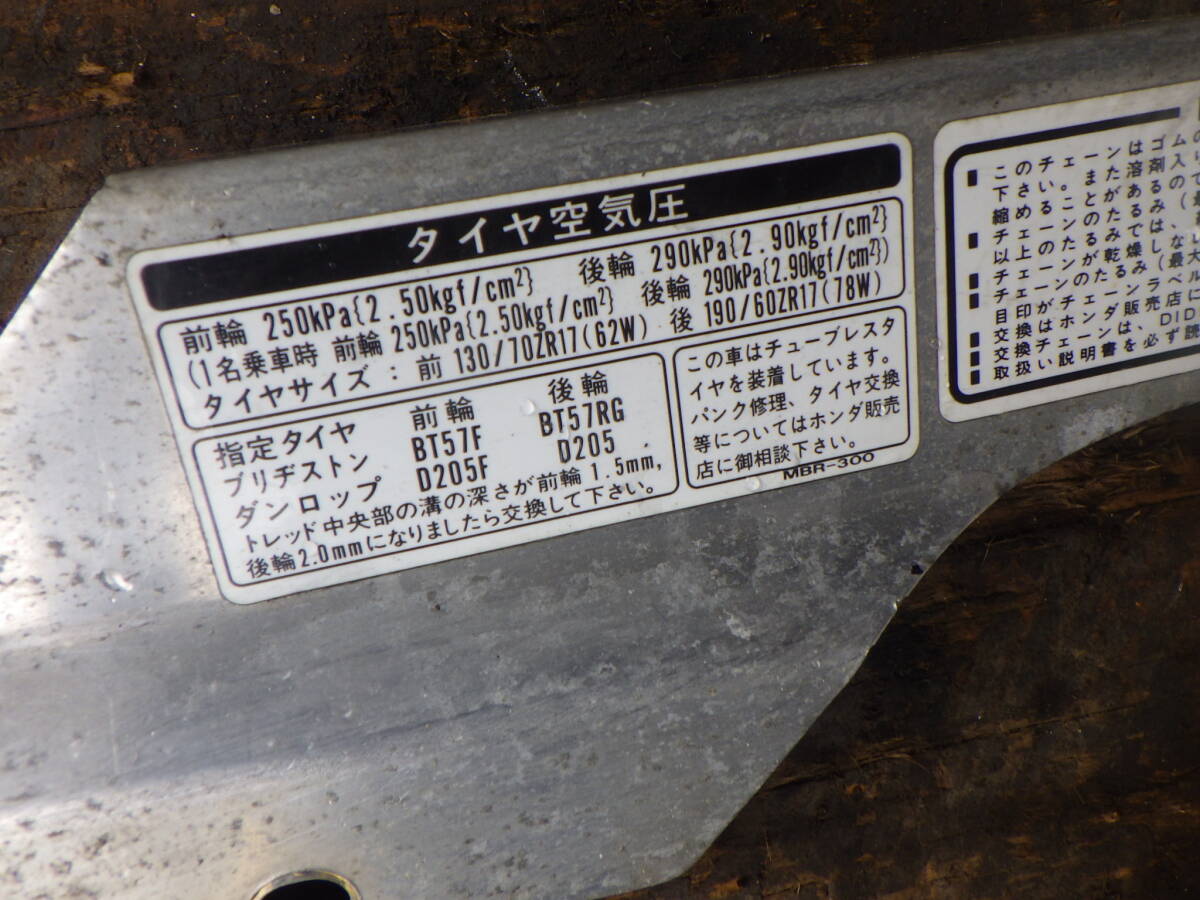 タイヤ空気圧
前輪 250kPa{2.50kgf/cm²} 後輪 290kPa{2.90kgf/cm²}
(1名乗車時 前輪 250kPa{2.50kgf/cm²} 後輪 290kPa{2.90kgf/cm²})
タイヤサイズ:前 130/70ZR17(62W) 後 190/60ZR17(78W)
指定タイヤ 前輪 後輪
ブリヂストン BT57F BT57RG
ダンロップ D205F D205
トレッド中央部の溝の深さが前輪1.5mm,
後輪2.0mmになりましたら交換して下さい。
この車はチューブレスタ
イヤを装着しています。
パンク修理、タイヤ交換
等についてはホンダ販売
店に御相談下さい。
MBR-300
このチェーンはゴムの
下さい。また溶剤入り
縮めることがあるので
チェーンのたるみ
以上のたるみでは、
チェーンが乾燥しな
チェーンのたるみ(最大
目印がチェーンラベル
交換はホンダ販売店に
交換チェーンは、DID
取扱い説明書を必ず